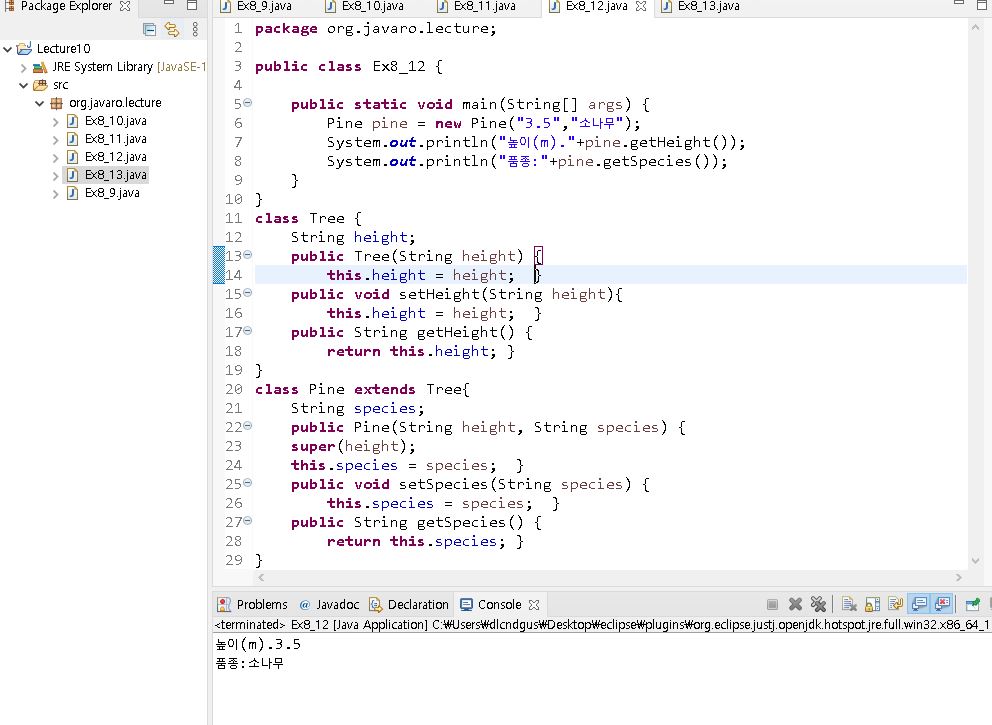 Package Explorer
Lecture10
JRE System Library [JavaSE-1
src
org.javaro.lecture
Ex8_10.java
Ex8_11.java
Ex8_12.java
Ex8_13.java
Ex8_9.java
Ex8_9.java Ex8_10.java Ex8_11.java Ex8_12.java Ex8_13.java
1 package org.javaro.lecture;
2
3 public class Ex8_12 {
4
5 public static void main(String[] args) {
6 Pine pine = new Pine("3.5","소나무");
7 System.out.println("높이(m)."+pine.getHeight());
8 System.out.println("품종:"+pine.getSpecies());
9 }
10 }
11 class Tree {
12 String height;
13 public Tree(String height) {
14 this.height = height; }
15 public void setHeight(String height){
16 this.height = height; }
17 public String getHeight() {
18 return this.height; }
19 }
20 class Pine extends Tree{
21 String species;
22 public Pine(String height, String species) {
23 super(height);
24 this.species = species; }
25 public void setSpecies(String species) {
26 this.species = species; }
27 public String getSpecies() {
28 return this.species; }
29 }
Problems @ Javadoc Declaration Console
<terminated> Ex8_12 [Java Application] C:₩Users₩dlcndgus₩Desktop₩eclipse₩plugins₩org.eclipse.justj.openjdk.hotspot.jre.full.win32.x86_64_1
높이(m).3.5
품종:소나무